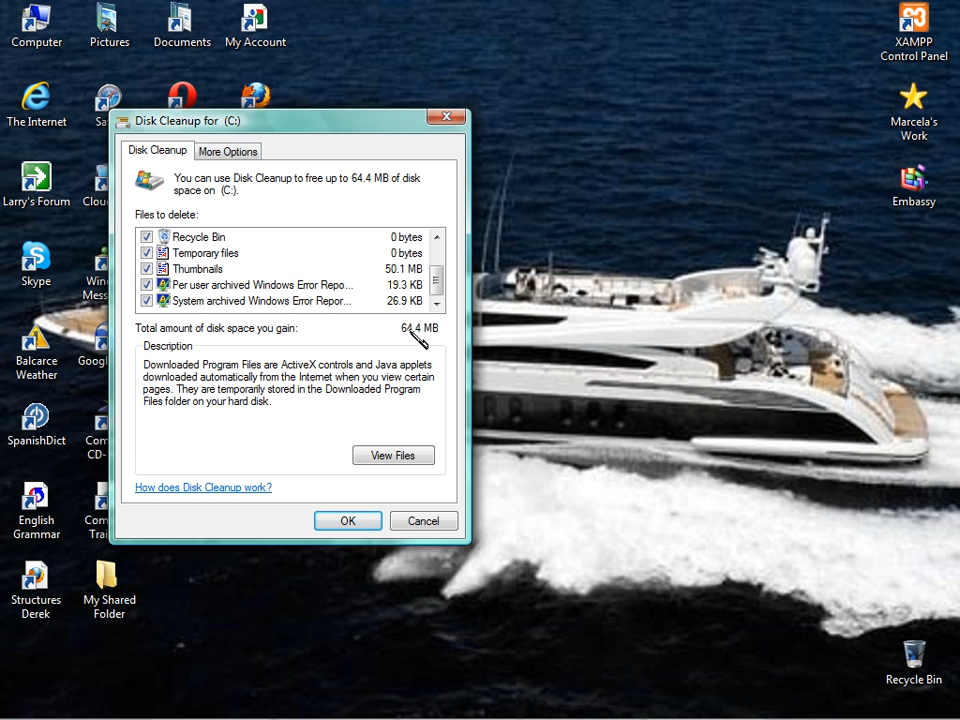 Computer
Pictures
Documents
My Account
XAMPP
Control Panel
The Internet
Marcela's
Work
Larry's Forum
Embassy
Skype
Balcarce
Weather
SpanishDict
English
Grammar
Structures
Derek
My Shared
Folder
Recycle Bin
Disk Cleanup for (C:)
Disk Cleanup
More Options
You can use Disk Cleanup to free up to 64.4 MB of disk
space on (C:).
Files to delete:
Recycle Bin 0 bytes
Temporary files 0 bytes
Thumbnails 50.1 MB
Per user archived Windows Error Repo... 19.3 KB
System archived Windows Error Repor... 26.9 KB
Total amount of disk space you gain: 64.4 MB
Description
Downloaded Program Files are ActiveX controls and Java applets
downloaded automatically from the Internet when you view certain
pages. They are temporarily stored in the Downloaded Program
Files folder on your hard disk.
View Files
How does Disk Cleanup work?
OK
Cancel